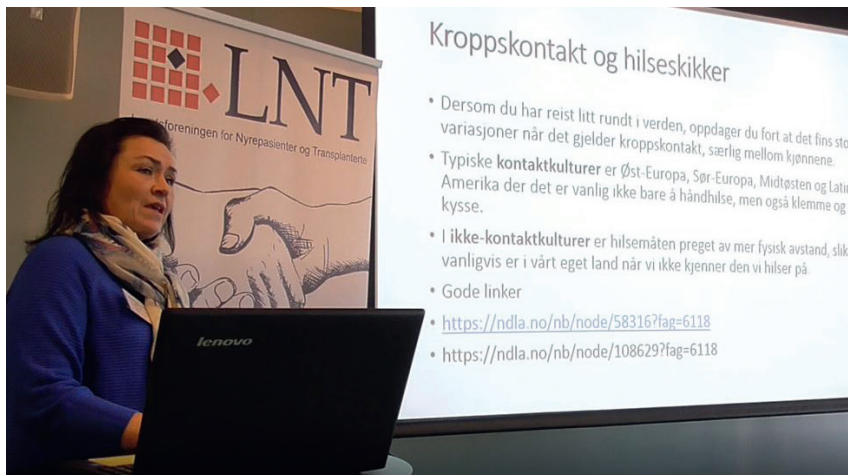 LNT
Landsforeningen for Nyrepasienter og Transplanterte
lenovo
Kroppskontakt og hilseskikker
• Dersom du har reist litt rundt i verden, oppdager du fort at det fins sto
variasjoner når det gjelder kroppskontakt, særlig mellom kjønnene.
• Typiske kontaktkulturer er Øst-Europa, Sør-Europa, Midtøsten og Latin
Amerika der det er vanlig ikke bare å håndhilse, men også klemme og
kysse.
• I ikke-kontaktkulturer er hilsemåten preget av mer fysisk avstand, slik
vanligvis er i vårt eget land når vi ikke kjenner den vi hilser på.
• Gode linker
• https://ndla.no/nb/node/58316?fag=6118
• https://ndla.no/nb/node/108629?fag=6118